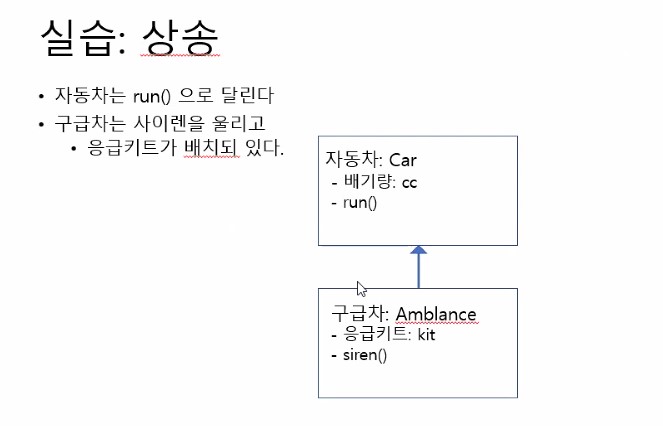 실습: 상송
• 자동차는 run() 으로 달린다
• 구급차는 사이렌을 울리고
• 응급키트가 배치되 있다.
자동차: Car
- 배기량: cc
- run()
구급차: Amblance
- 응급키트: kit
- siren()